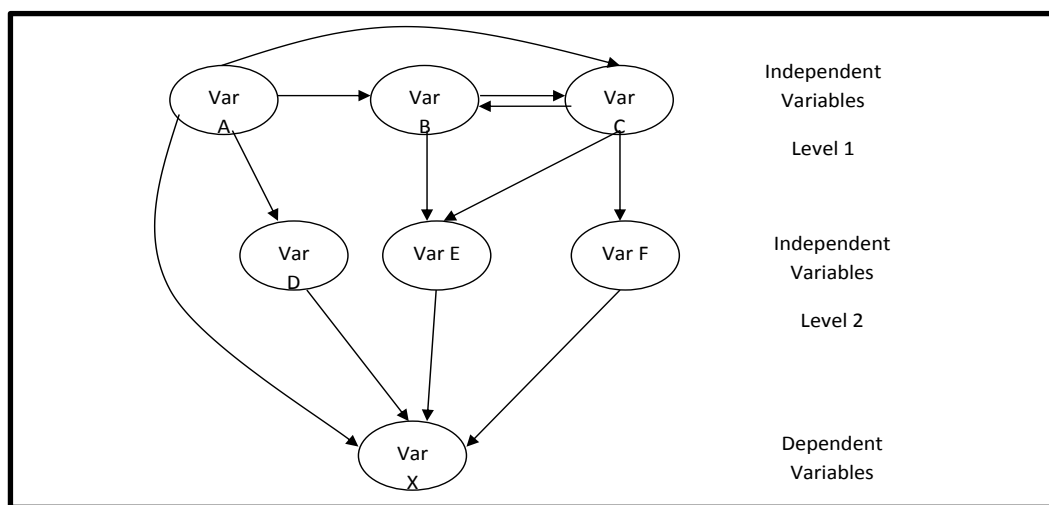 Var A
Var B
Var C
Independent
Variables
Level 1
Var D
Var E
Var F
Independent
Variables
Level 2
Var X
Dependent
Variables